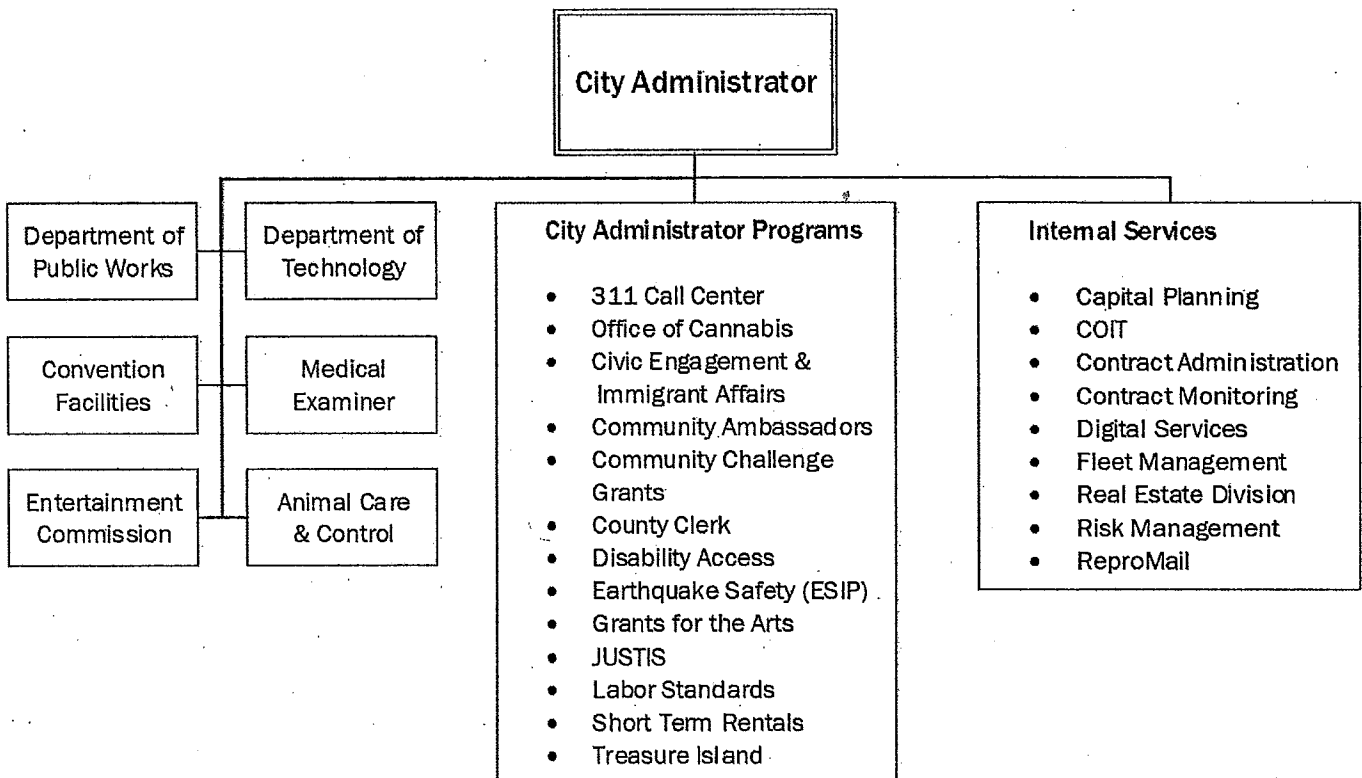 City Administrator
Department of
Public Works
Department of
Technology
Convention
Facilities
Medical
Examiner
Entertainment
Commission
Animal Care
& Control
City Administrator Programs
• 311 Call Center
• Office of Cannabis
• Civic Engagement &
Immigrant Affairs
• Community Ambassadors
• Community Challenge
Grants
• County Clerk
• Disability Access
• Earthquake Safety (ESIP)
• Grants for the Arts
• JUSTIS
• Labor Standards
• Short Term Rentals
• Treasure Island
Internal Services
• Capital Planning
• COIT
• Contract Administration
• Contract Monitoring
• Digital Services
• Fleet Management
• Real Estate Division
• Risk Management
• ReproMail